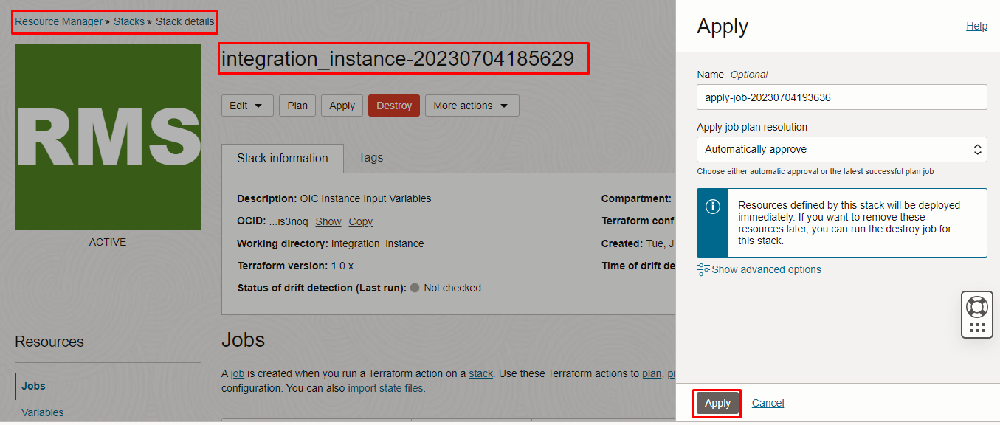 Resource Manager » Stacks » Stack details
RMS
ACTIVE
integration_instance-20230704185629
Edit Plan Apply Destroy More actions
Stack information Tags
Description: OIC Instance Input Variables
OCID: ...is3noq Show Copy
Working directory: integration_instance
Terraform version: 1.0.x
Status of drift detection (Last run): Not checked
Compartment:
Terraform confi
Created: Tue, J
Time of drift de
Resources
Jobs
Variables
Jobs
A job is created when you run a Terraform action on a stack. Use these Terraform actions to plan, pr
configuration. You can also import state files.
Apply
Help
Name Optional
apply-job-20230704193636
Apply job plan resolution
Automatically approve
Choose either automatic approval or the latest successful plan job
Resources defined by this stack will be deployed
immediately. If you want to remove these
resources later, you can run the destroy job for
this stack.
Show advanced options
Apply Cancel